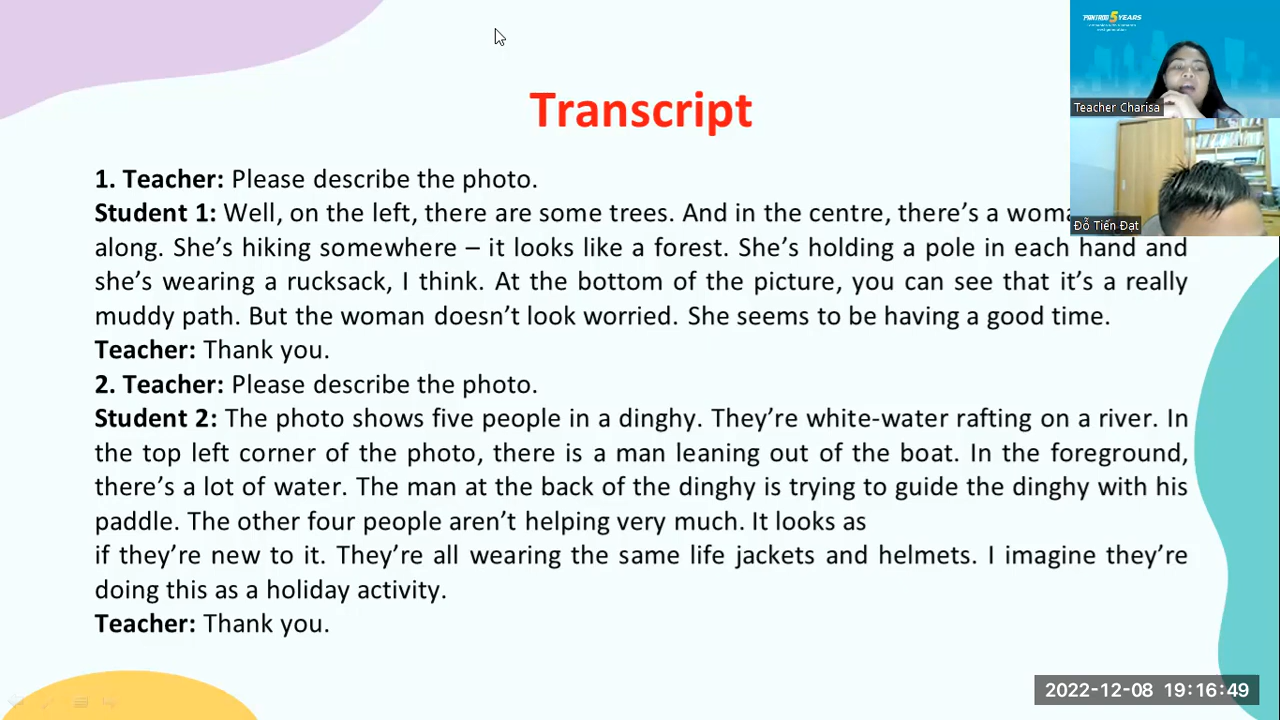 5 YEARS
Teacher Charisa
Đỗ Tiến Đạt
Transcript
1. Teacher: Please describe the photo.
Student 1: Well, on the left, there are some trees. And in the centre, there’s a
along. She’s hiking somewhere – it looks like a forest. She’s holding a pole in each hand and
she’s wearing a rucksack, I think. At the bottom of the picture, you can see that it’s a really
muddy path. But the woman doesn’t look worried. She seems to be having a good time.
Teacher: Thank you.
2. Teacher: Please describe the photo.
Student 2: The photo shows five people in a dinghy. They’re white-water rafting on a river. In
the top left corner of the photo, there is a man leaning out of the boat. In the foreground,
there’s a lot of water. The man at the back of the dinghy is trying to guide the dinghy with his
paddle. The other four people aren’t helping very much. It looks as
if they’re new to it. They’re all wearing the same life jackets and helmets. I imagine they’re
doing this as a holiday activity.
Teacher: Thank you.
2022-12-08 19:16:49